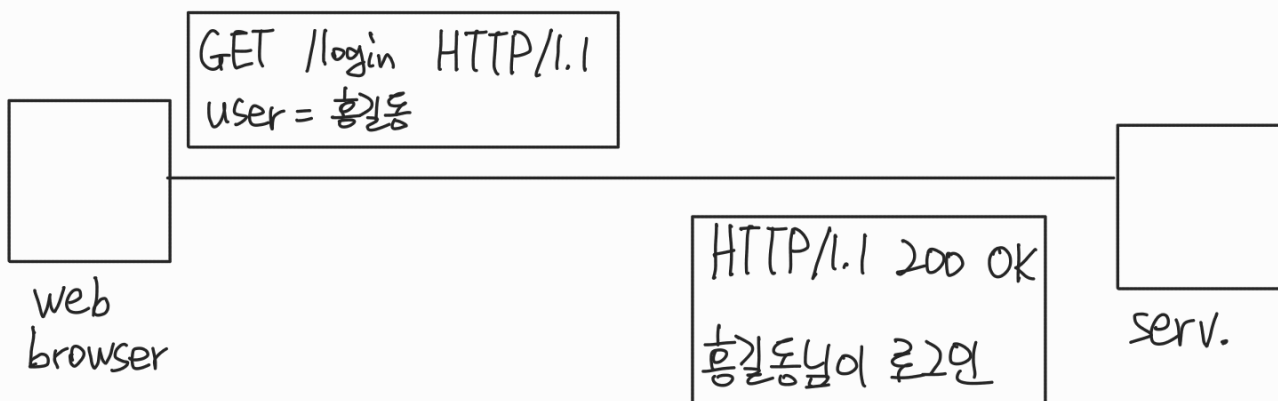 GET /login HTTP/1.1
user = 홍길동
web
browser
HTTP/1.1 200 OK
홍길동님이 로그인
serv.